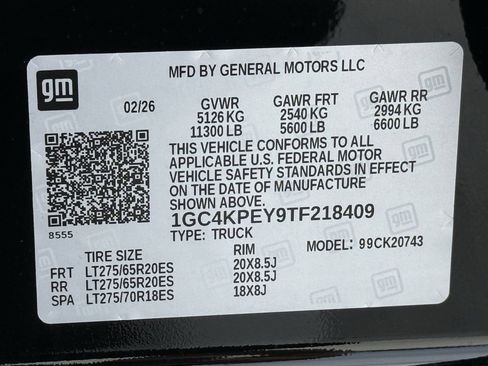 gm
MFD BY GENERAL MOTORS LLC
02/26 GVWR GAWR FRT GAWR RR
5126 KG 2540 KG 2994 KG
11300 LB 5600 LB 6600 LB
THIS VEHICLE CONFORMS TO ALL
APPLICABLE U.S. FEDERAL MOTOR
VEHICLE SAFETY STANDARDS IN EFFECT
ON THE DATE OF MANUFACTURE
SHOWN ABOVE.
8555
1GC4KPEY9TF218409
TYPE: TRUCK MODEL: 99CK20743
TIRE SIZE RIM
FRT LT275/65R20ES 20X8.5J
RR LT275/65R20ES 20X8.5J
SPA LT275/70R18ES 18X8J